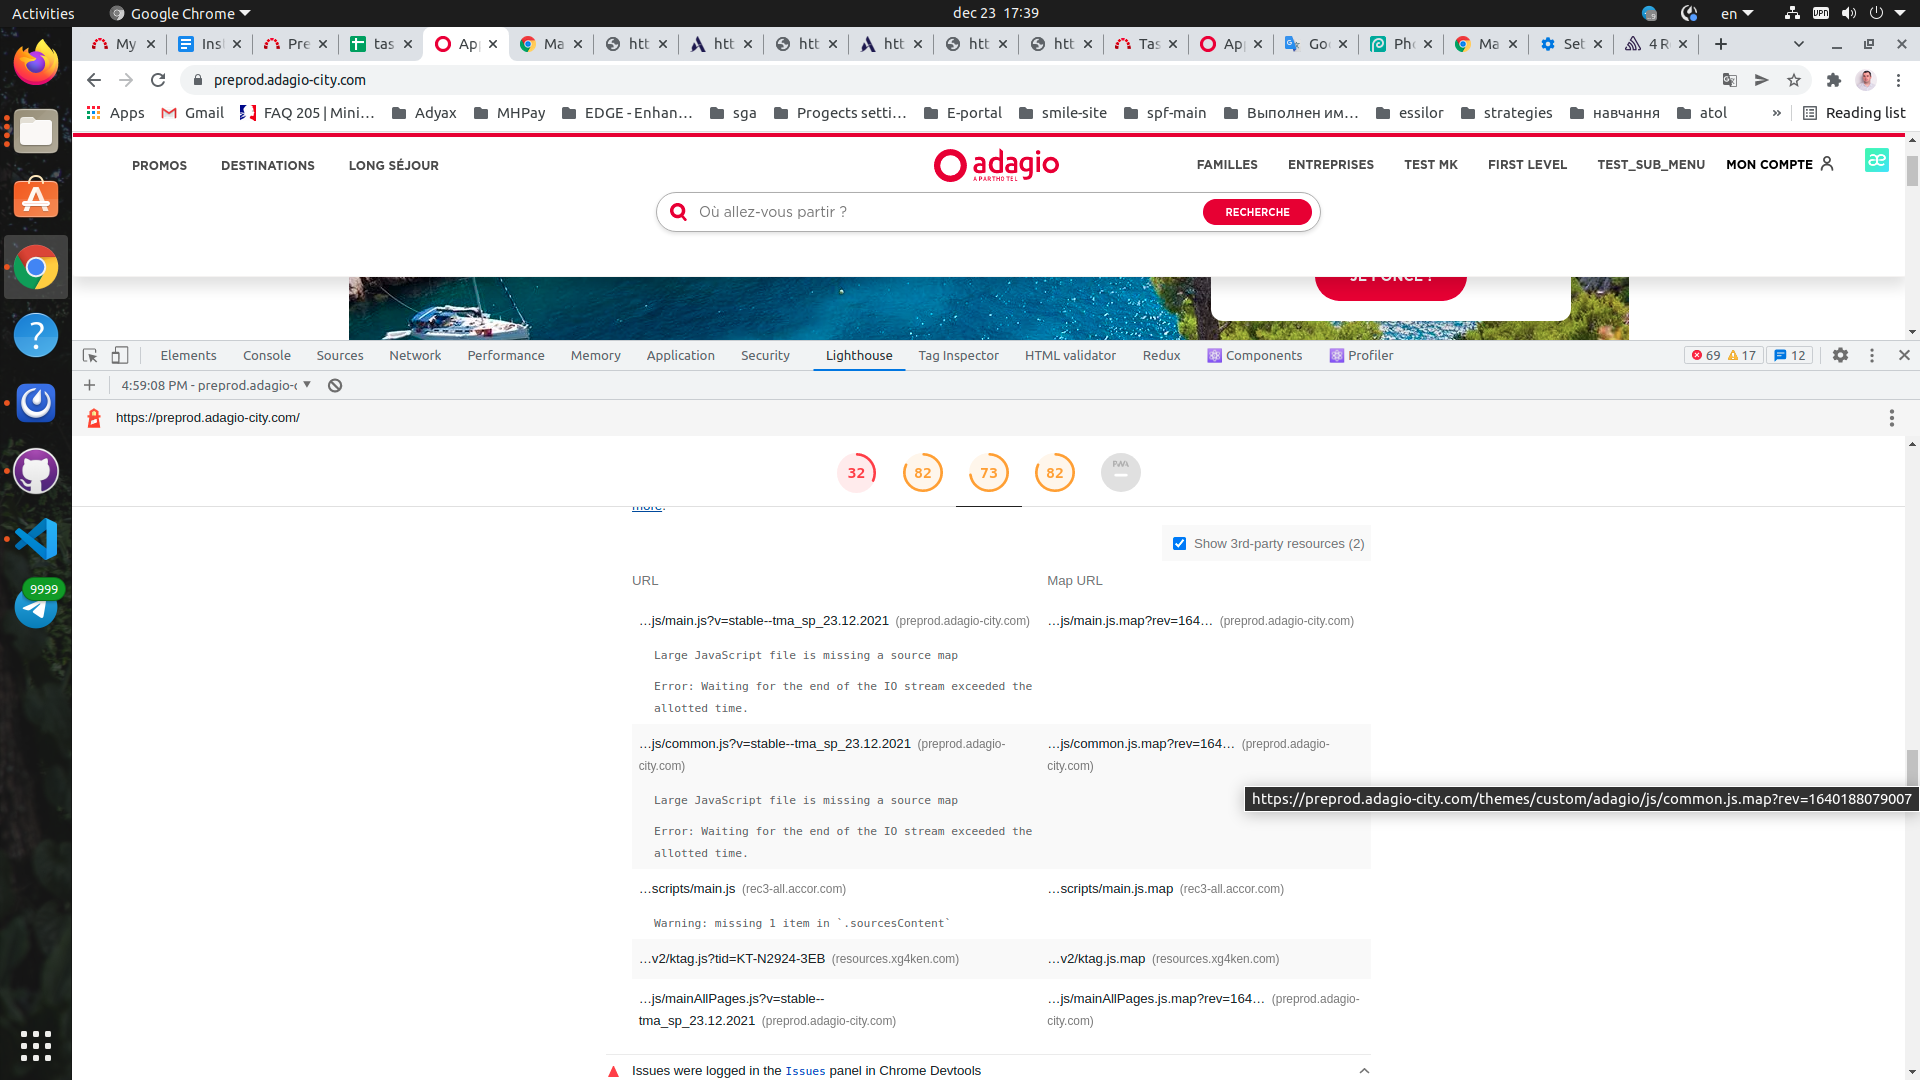 Activities
Google Chrome
dec 23 17:39
en
VPN
My
Inst
Pre
tas
Ap
Ma
htt
htt
htt
htt
htt
htt
Tas
Ap
Go
Pho
Ma
Set
4 R
preprod.adagio-city.com
Apps
Gmail
FAQ 205 | Mini…
Adyax
MHPay
EDGE - Enhan…
sga
Progects setti…
E-portal
smile-site
spf-main
Выполнен им…
essilor
strategies
навчання
atol
»
Reading list
PROMOS
DESTINATIONS
LONG SÉJOUR
adagio
APARTHOTEL
FAMILLES
ENTREPRISES
TEST MK
FIRST LEVEL
TEST_SUB_MENU
MON COMPTE
æ
Où allez-vous partir ?
RECHERCHE
Elements
Console
Sources
Network
Performance
Memory
Application
Security
Lighthouse
Tag Inspector
HTML validator
Redux
Components
Profiler
69
17
12
4:59:08 PM - preprod.adagio-c
https://preprod.adagio-city.com/
32
82
73
82
PWA
more.
Show 3rd-party resources (2)
URL
Map URL
…js/main.js?v=stable--tma_sp_23.12.2021 (preprod.adagio-city.com)
…js/main.js.map?rev=164… (preprod.adagio-city.com)
Large JavaScript file is missing a source map
Error: Waiting for the end of the IO stream exceeded the
allotted time.
…js/common.js?v=stable--tma_sp_23.12.2021 (preprod.adagio-
city.com)
…js/common.js.map?rev=164… (preprod.adagio-
city.com)
https://preprod.adagio-city.com/themes/custom/adagio/js/common.js.map?rev=1640188079007
Large JavaScript file is missing a source map
Error: Waiting for the end of the IO stream exceeded the
allotted time.
…scripts/main.js (rec3-all.accor.com)
…scripts/main.js.map (rec3-all.accor.com)
Warning: missing 1 item in `.sourcesContent`
…v2/ktag.js?tid=KT-N2924-3EB (resources.xg4ken.com)
…v2/ktag.js.map (resources.xg4ken.com)
…js/mainAllPages.js?v=stable--
tma_sp_23.12.2021 (preprod.adagio-city.com)
…js/mainAllPages.js.map?rev=164… (preprod.adagio-
city.com)
Issues were logged in the Issues panel in Chrome Devtools
9999